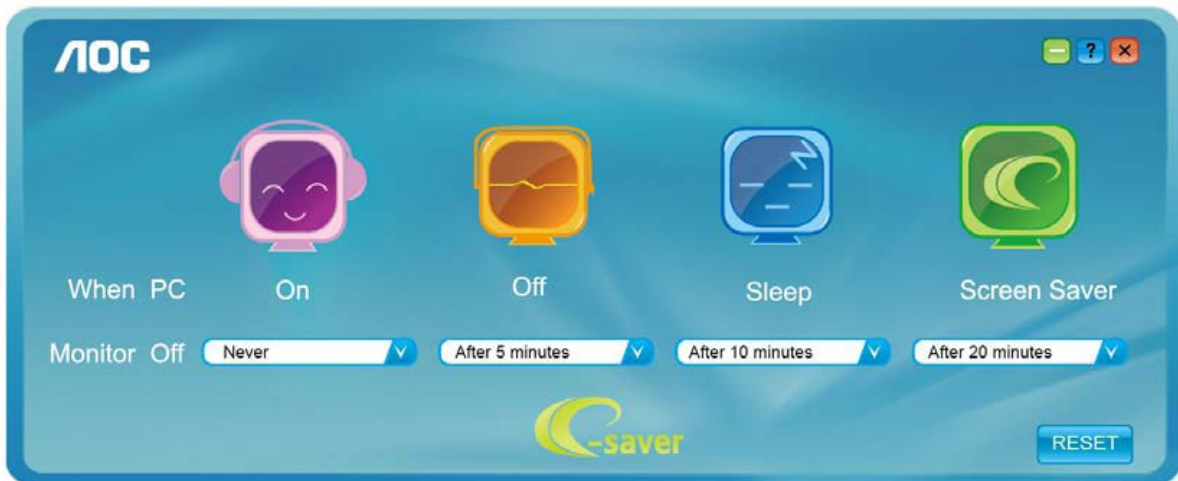 AOC
?
When PC On Off Sleep Screen Saver
Monitor Off Never After 5 minutes After 10 minutes After 20 minutes
e-saver
RESET